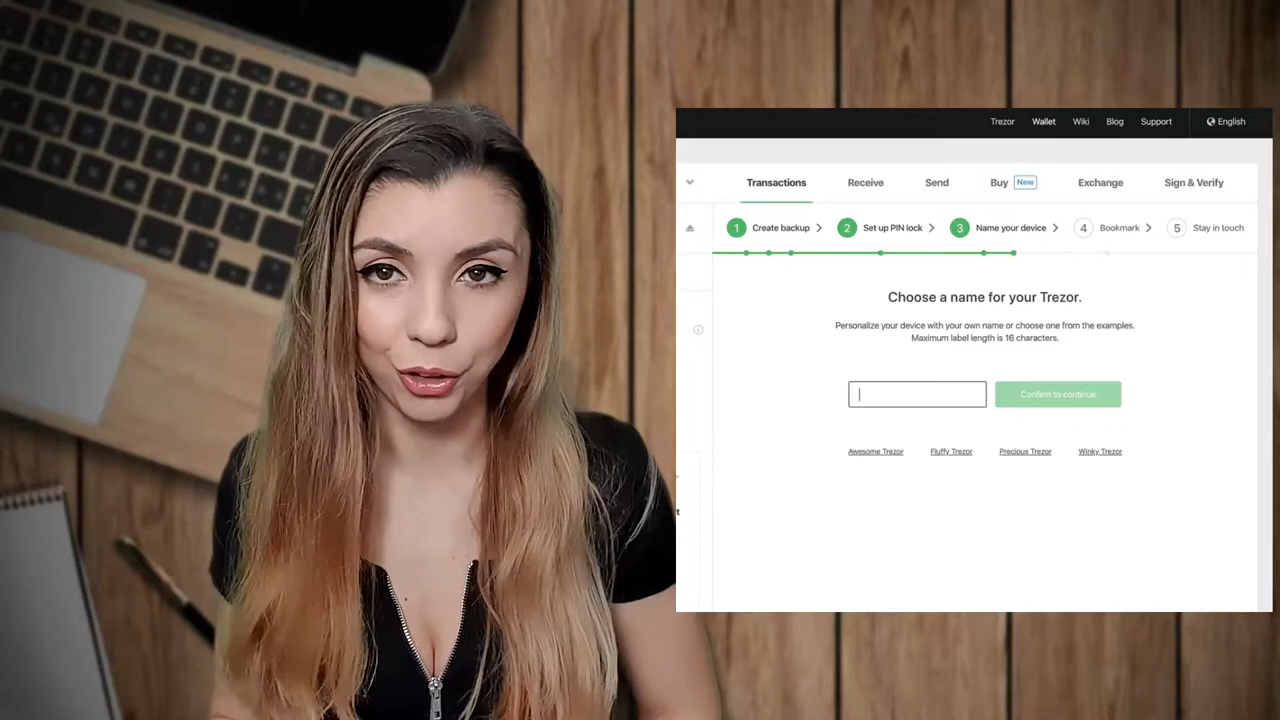 Trezor Wallet Wiki Blog Support English
Transactions Receive Send Buy New Exchange Sign & Verify
1 Create backup 2 Set up PIN lock 3 Name your device 4 Bookmark 5 Stay in touch
Choose a name for your Trezor.
Personalize your device with your own name or choose one from the examples.
Maximum label length is 16 characters.
Confirm to continue
Awesome Trezor Fluffy Trezor Precious Trezor Winky Trezor
t